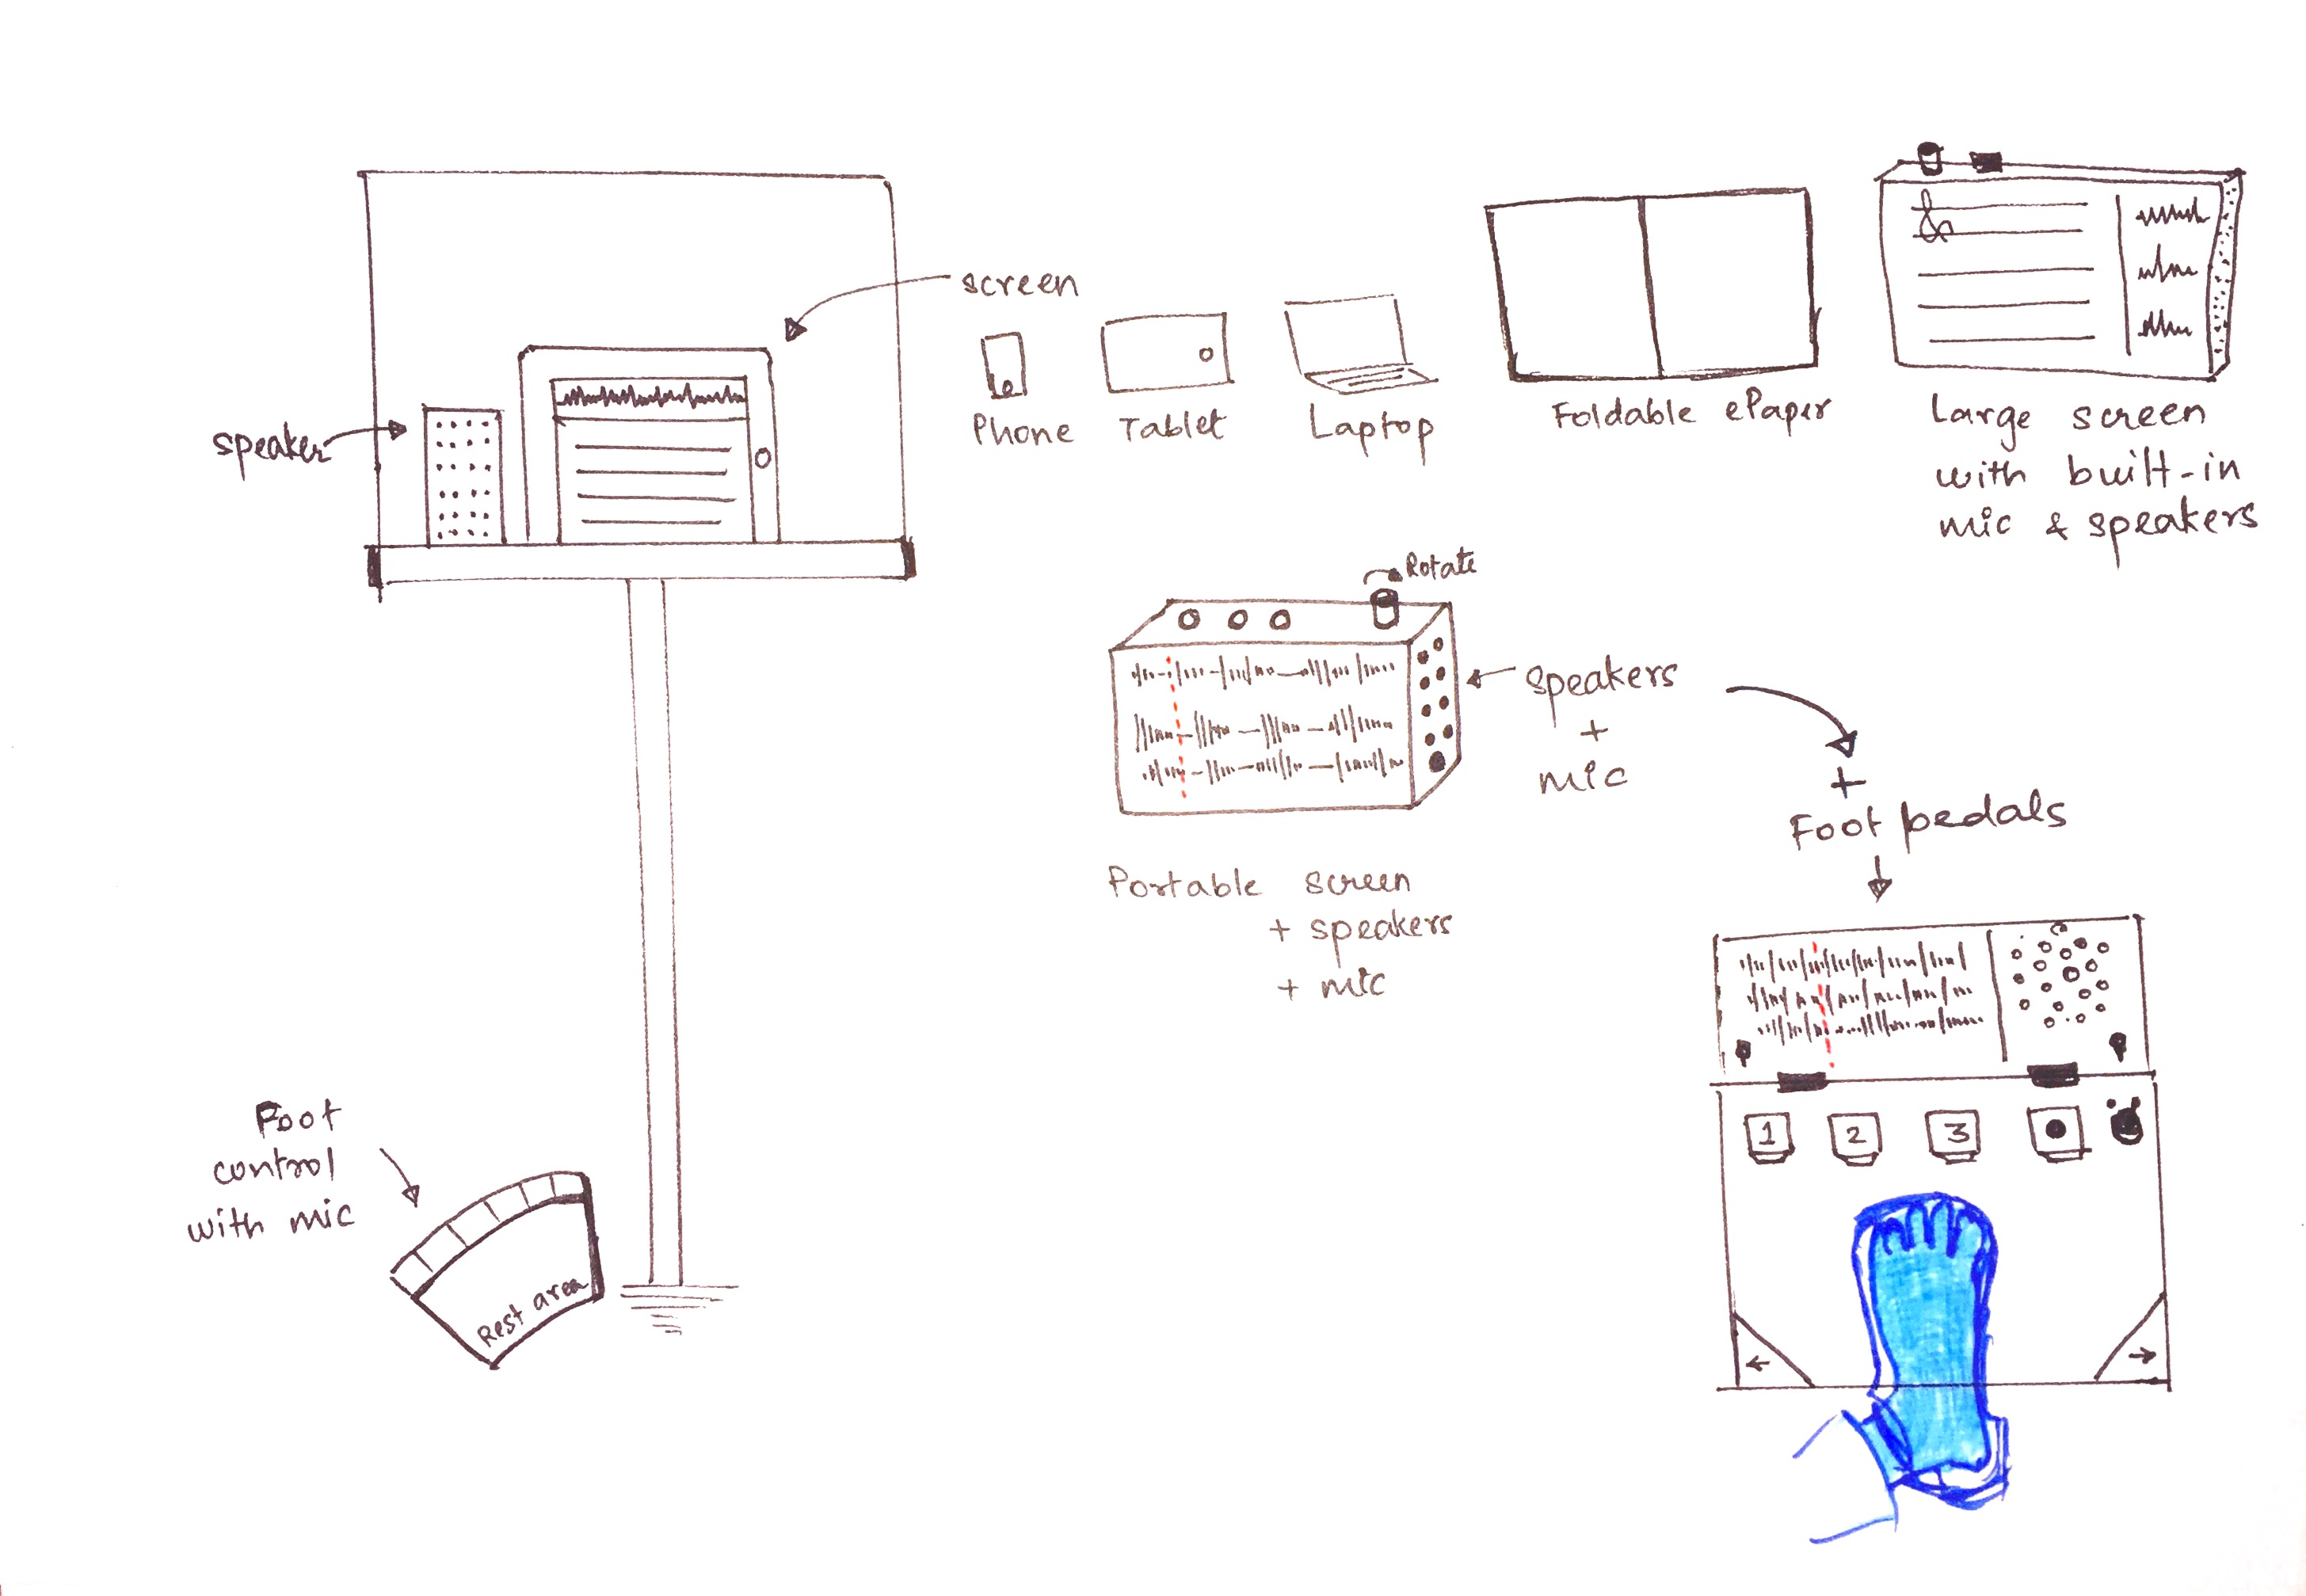 screen
speaker
Phone
Tablet
Laptop
Foldable ePaper
Large screen
with built-in
mic & speakers
Rotate
speakers
+
mic
Portable screen
+ speakers
+ mic
+
Foot pedals
1 2 3
Foot
control
with mic
Rest area